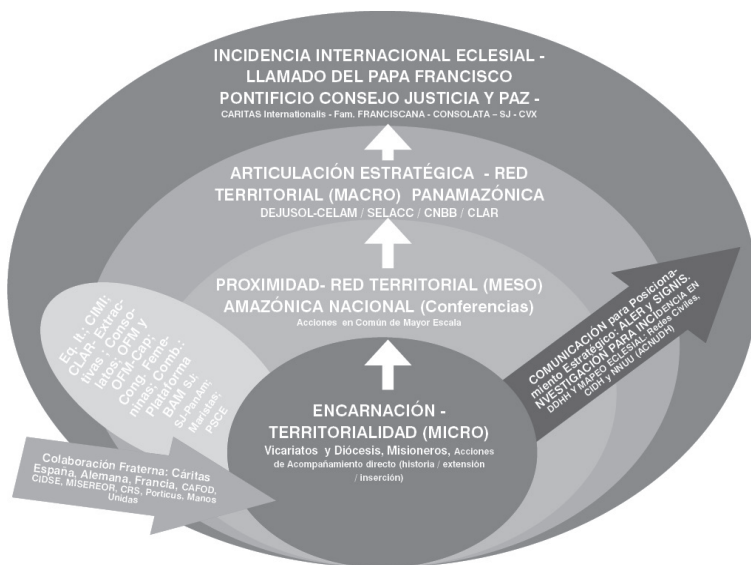 INCIDENCIA INTERNACIONAL ECLESIAL -
LLAMADO DEL PAPA FRANCISCO
PONTIFICIO CONSEJO JUSTICIA Y PAZ -
CARITAS Internationalis - Fam. FRANCISCANA - CONSOLATA – SJ - CVX
ARTICULACIÓN ESTRATÉGICA - RED
TERRITORIAL (MACRO) PANAMAZÓNICA
DEJUSOL-CELAM / SELACC / CNBB / CLAR
PROXIMIDAD- RED TERRITORIAL (MESO)
AMAZÓNICA NACIONAL (Conferencias)
Acciones en Común de Mayor Escala
ENCARNACIÓN -
TERRITORIALIDAD (MICRO)
Vicariatos y Diócesis, Misioneros, Acciones
de Acompañamiento directo (historia / extensión
/ inserción)
Eq. It.; CIMI;
CLAR- Extrac-
tivas : Conso-
latos; OFM y
OFM-Cap;
Cong. Feme-
ninas; Comb.;
Plataforma
BAM SJ;
SJ-PanAm;
Maristas;
PSCE
Colaboración Fraterna: Cáritas
España, Alemana, Francia, CAFOD,
CIDSE, MISEREOR, CRS, Porticus. Manos
Unidas
COMUNICACIÓN para Posiciona-
miento Estratégico: ALER y SIGNIS.
NVESTIGACIÓN PARA INCIDENCIA EN
DDHH Y MAPEO ECLESIAL: Redes Civiles,
CIDH y NNUU (ACNUDH)